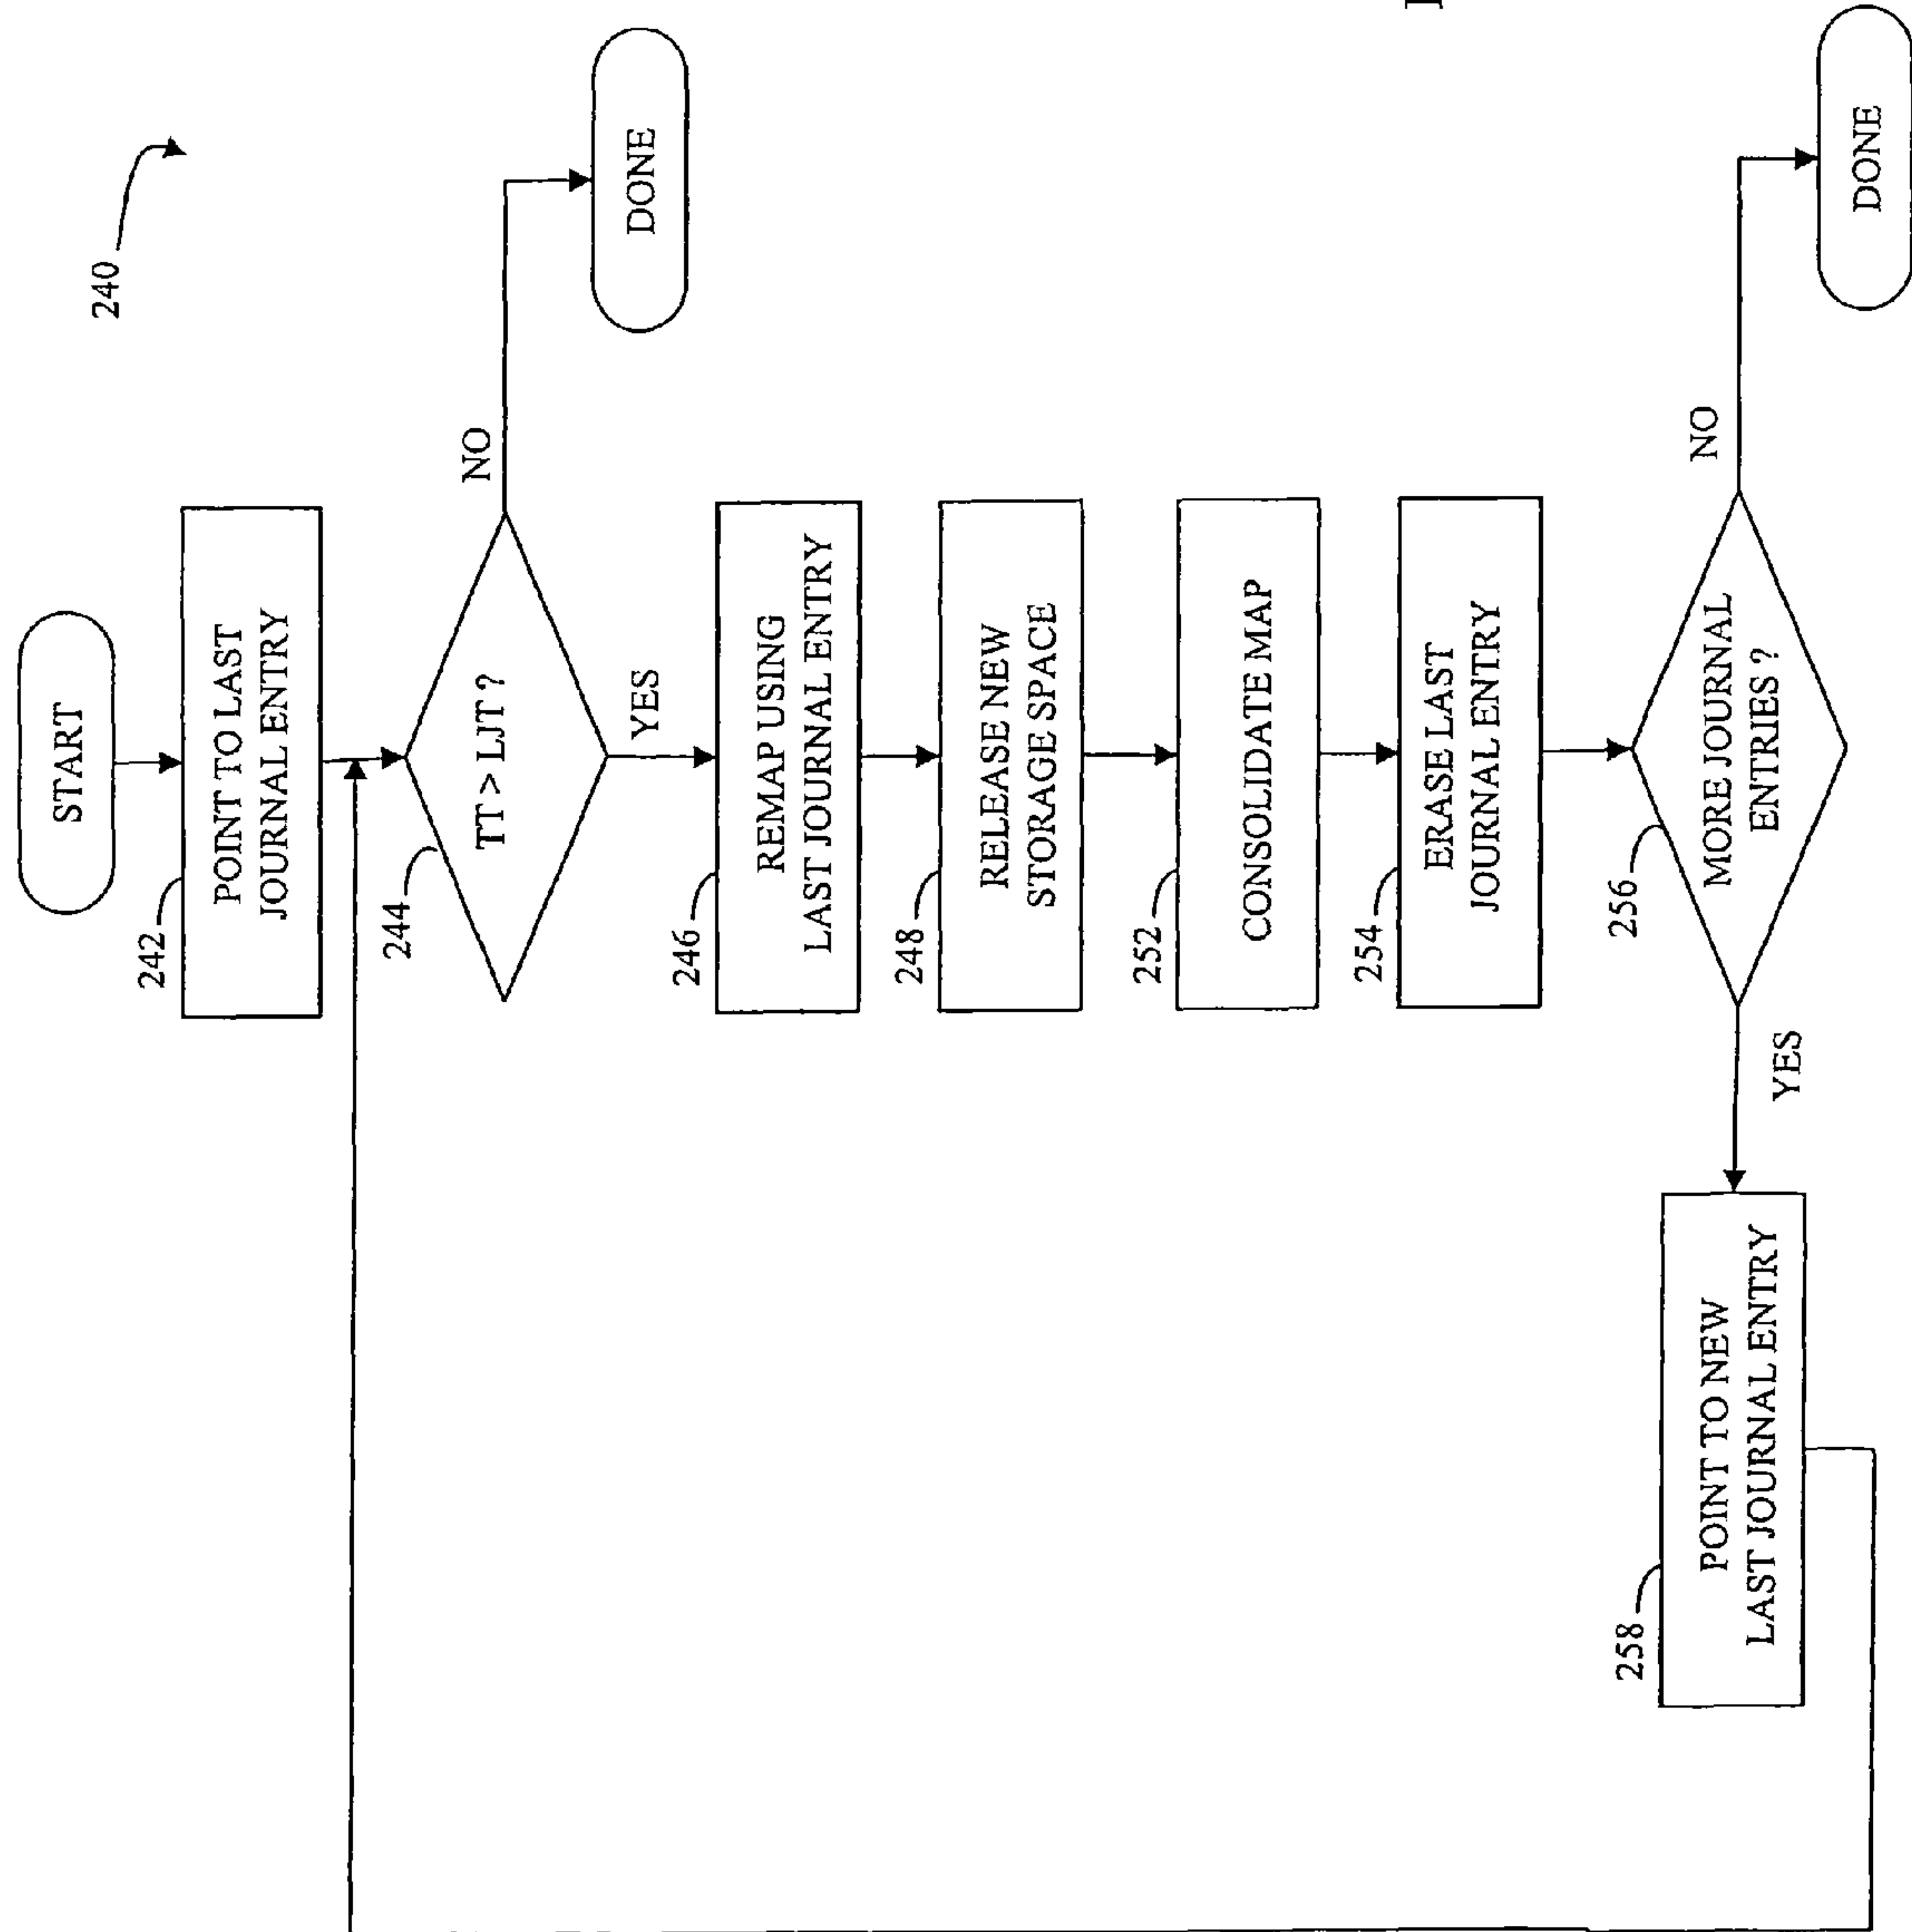 240
START
242
POINT TO LAST
JOURNAL ENTRY
244
TT > LJT ?
NO
DONE
YES
246
REMAP USING
LAST JOURNAL ENTRY
248
RELEASE NEW
STORAGE SPACE
252
CONSOLIDATE MAP
254
ERASE LAST
JOURNAL ENTRY
256
MORE JOURNAL
ENTRIES ?
NO
DONE
YES
258
POINT TO NEW
LAST JOURNAL ENTRY